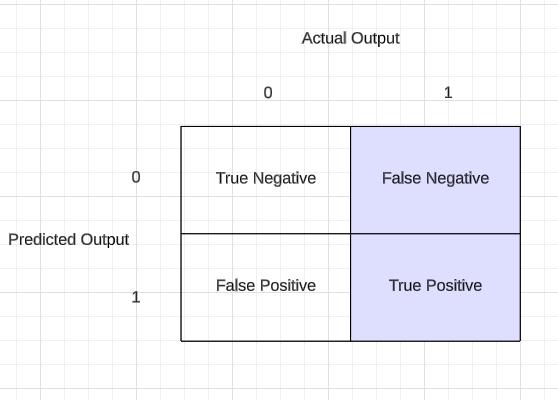 Actual Output
0 1
0 True Negative False Negative
Predicted Output
False Positive True Positive
1